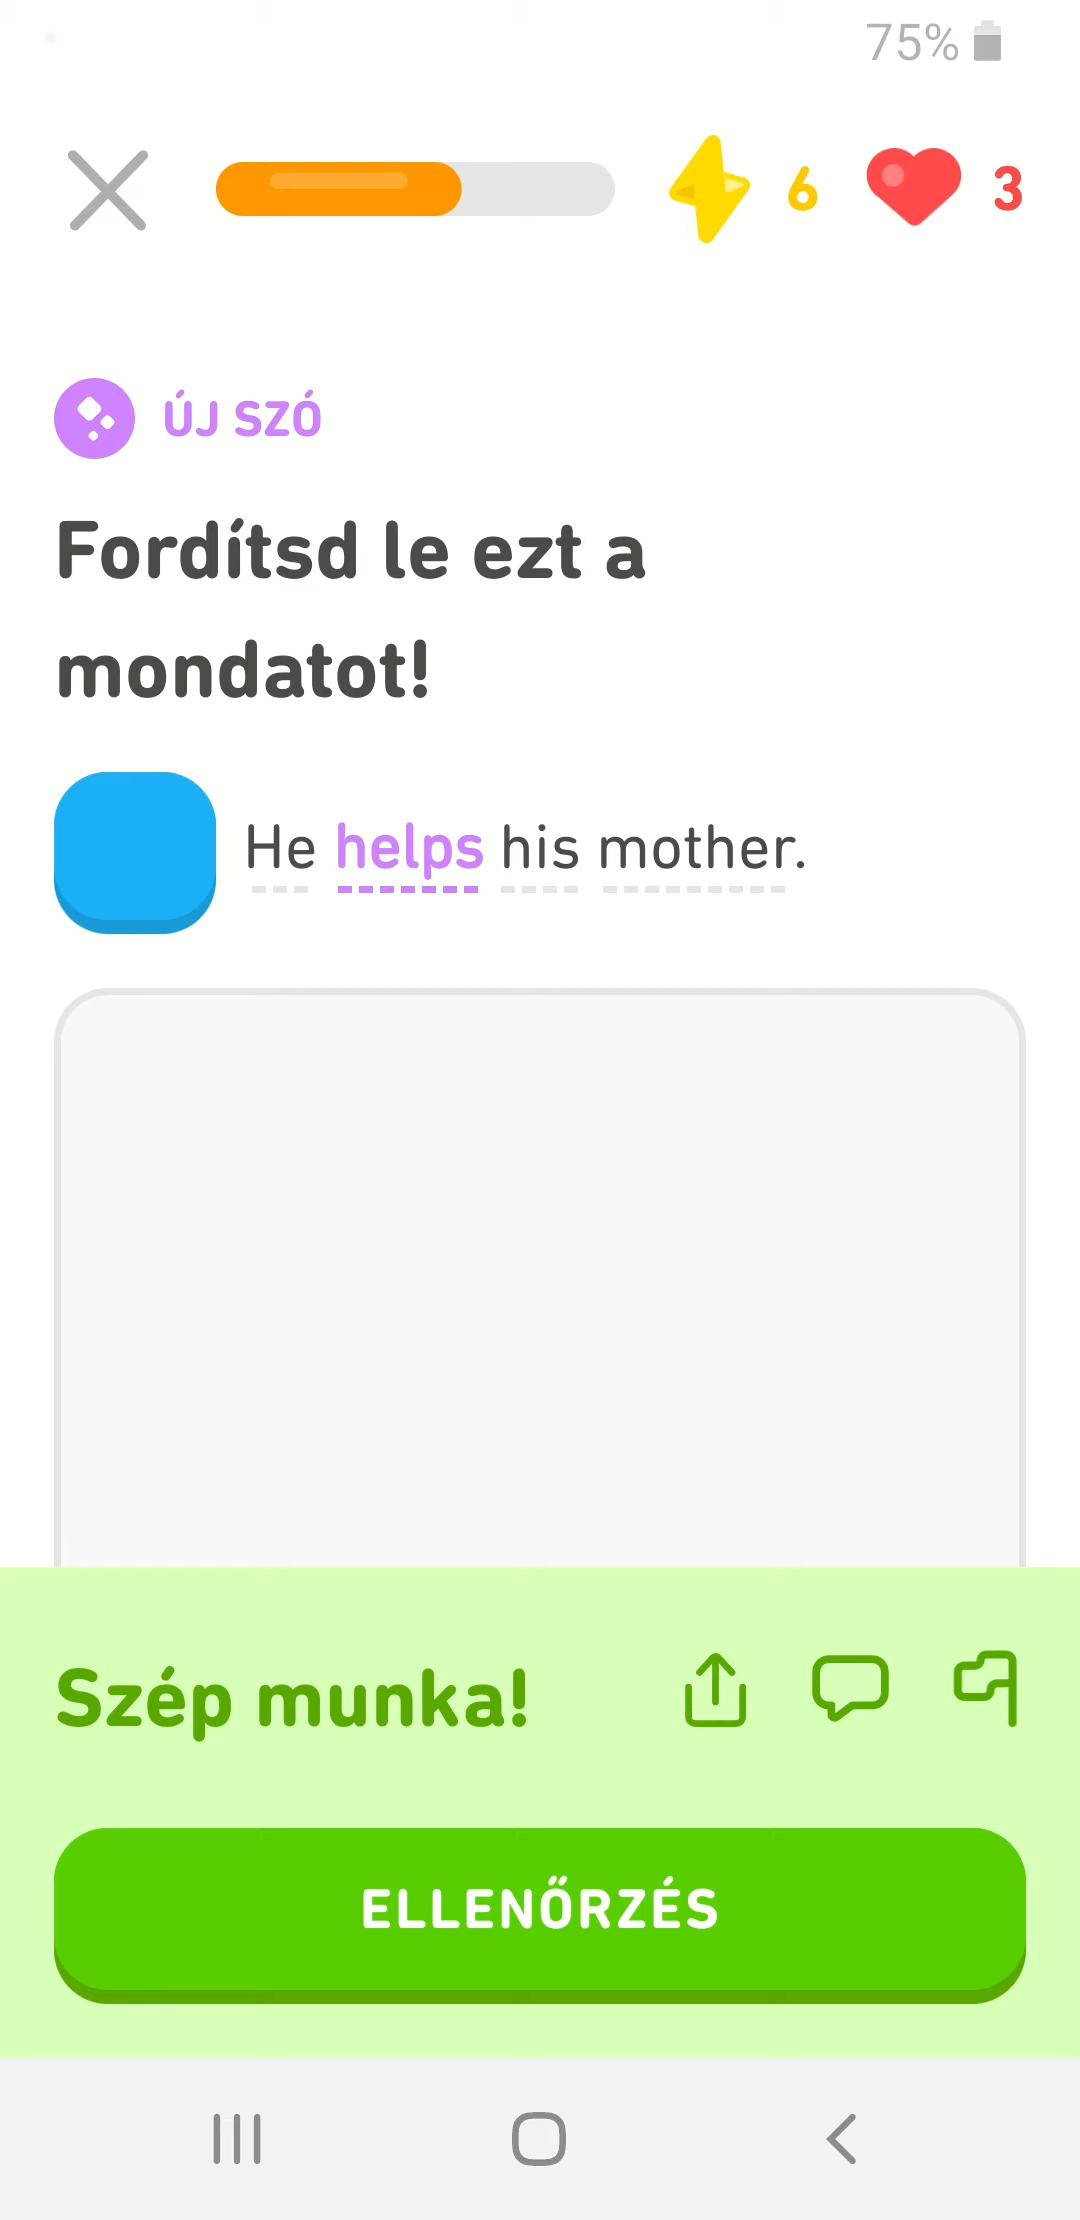 75%
6
3
ÚJ SZÓ
Fordítsd le ezt a
mondatot!
He helps his mother.
Szép munka!
ELLENŐRZÉS